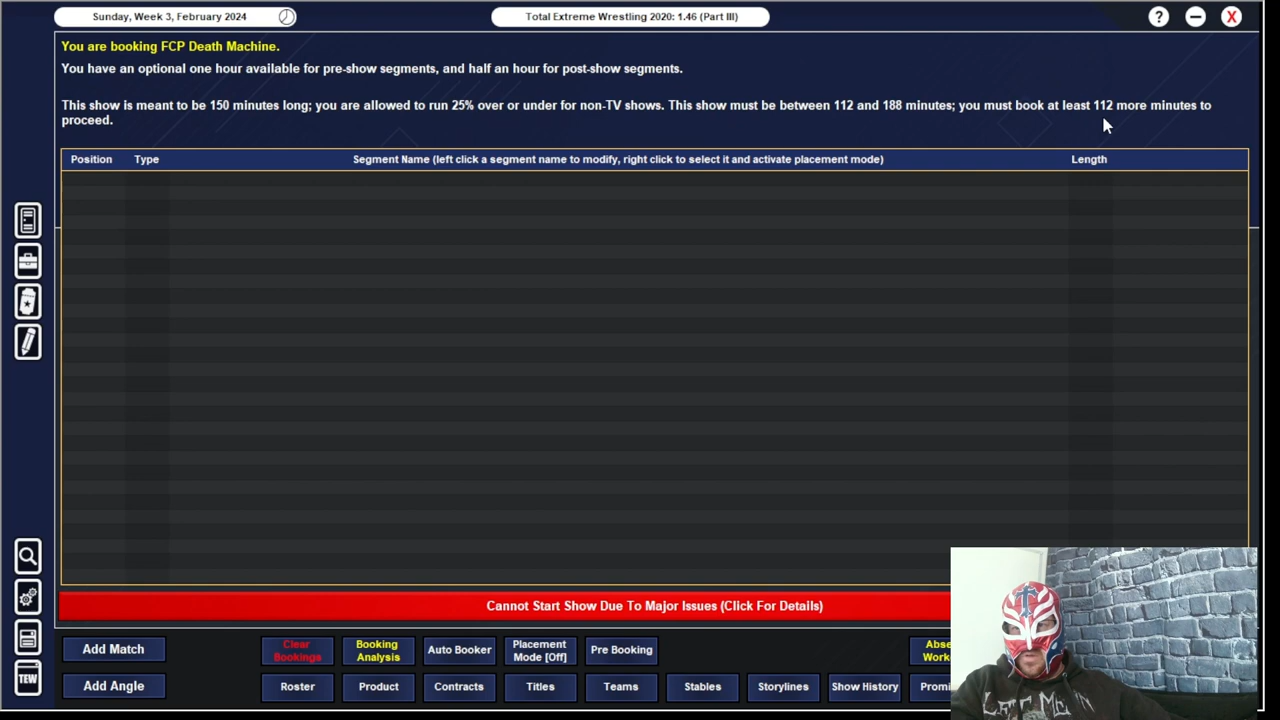 Sunday, Week 3, February 2024
Total Extreme Wrestling 2020: 1.46 (Part III)
?
X
You are booking FCP Death Machine.
You have an optional one hour available for pre-show segments, and half an hour for post-show segments.
This show is meant to be 150 minutes long; you are allowed to run 25% over or under for non-TV shows. This show must be between 112 and 188 minutes; you must book at least 112 more minutes to
proceed.
Position Type Segment Name (left click a segment name to modify, right click to select it and activate placement mode) Length
Cannot Start Show Due To Major Issues (Click For Details)
Add Match
Clear
Bookings
Booking
Analysis
Auto Booker
Placement
Mode [Off]
Pre Booking
Abse
Work
TEW
Add Angle
Roster
Product
Contracts
Titles
Teams
Stables
Storylines
Show History
Promi
LET ME IN